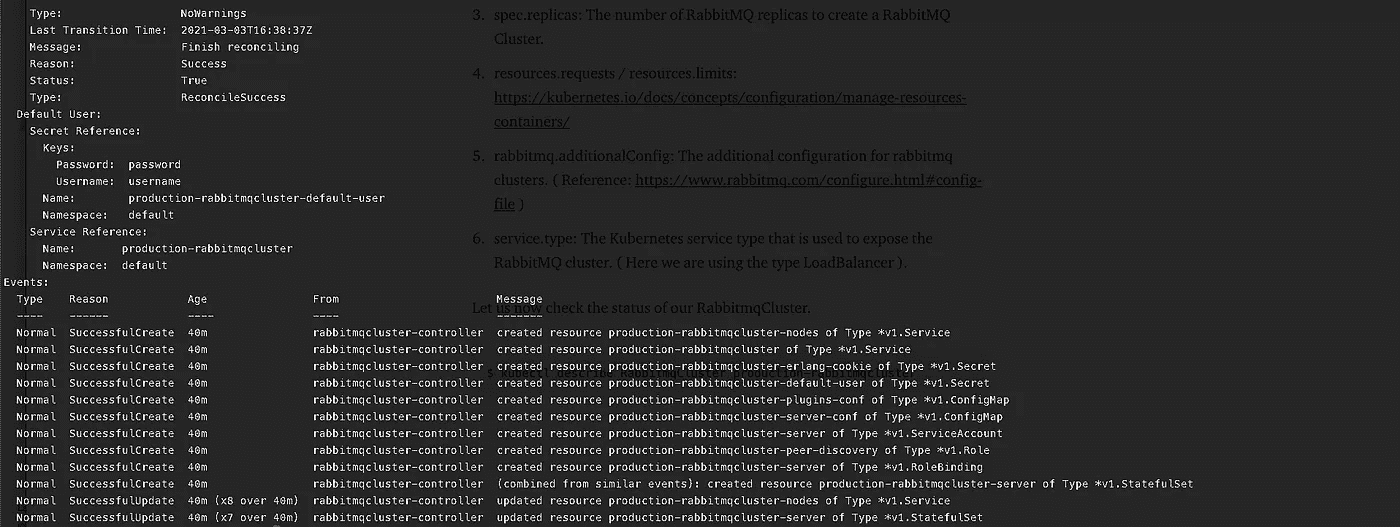 Type: NoWarnings
Last Transition Time: 2021-03-03T16:38:37Z
Message: Finish reconciling
Reason: Success
Status: True
Type: ReconcileSuccess
Default User:
Secret Reference:
Keys:
Password: password
Username: username
Name: production-rabbitmqcluster-default-user
Namespace: default
Service Reference:
Name: production-rabbitmqcluster
Namespace: default
Events:
Type Reason Age From Message
---- ------ ---- ---- -------
Normal SuccessfulCreate 40m rabbitmqcluster-controller created resource production-rabbitmqcluster-nodes of Type *v1.Service
Normal SuccessfulCreate 40m rabbitmqcluster-controller created resource production-rabbitmqcluster of Type *v1.Service
Normal SuccessfulCreate 40m rabbitmqcluster-controller created resource production-rabbitmqcluster-erlang-cookie of Type *v1.Secret
Normal SuccessfulCreate 40m rabbitmqcluster-controller created resource production-rabbitmqcluster-default-user of Type *v1.Secret
Normal SuccessfulCreate 40m rabbitmqcluster-controller created resource production-rabbitmqcluster-plugins-conf of Type *v1.ConfigMap
Normal SuccessfulCreate 40m rabbitmqcluster-controller created resource production-rabbitmqcluster-server-conf of Type *v1.ConfigMap
Normal SuccessfulCreate 40m rabbitmqcluster-controller created resource production-rabbitmqcluster-server of Type *v1.ServiceAccount
Normal SuccessfulCreate 40m rabbitmqcluster-controller created resource production-rabbitmqcluster-peer-discovery of Type *v1.Role
Normal SuccessfulCreate 40m rabbitmqcluster-controller created resource production-rabbitmqcluster-server of Type *v1.RoleBinding
Normal SuccessfulCreate 40m rabbitmqcluster-controller (combined from similar events): created resource production-rabbitmqcluster-server of Type *v1.StatefulSet
Normal SuccessfulUpdate 40m (x8 over 40m) rabbitmqcluster-controller updated resource production-rabbitmqcluster-nodes of Type *v1.Service
Normal SuccessfulUpdate 40m (x7 over 40m) rabbitmqcluster-controller updated resource production-rabbitmqcluster-server of Type *v1.StatefulSet
3. spec.replicas: The number of RabbitMQ replicas to create a RabbitMQ
Cluster.
4. resources.requests / resources.limits:
https://kubernetes.io/docs/concepts/configuration/manage-resources-
containers/
5. rabbitmq.additionalConfig: The additional configuration for rabbitmq
clusters. ( Reference: https://www.rabbitmq.com/configure.html#config-
file )
6. service.type: The Kubernetes service type that is used to expose the
RabbitMQ cluster. ( Here we are using the type LoadBalancer ).
Let us now check the status of our RabbitmqCluster.